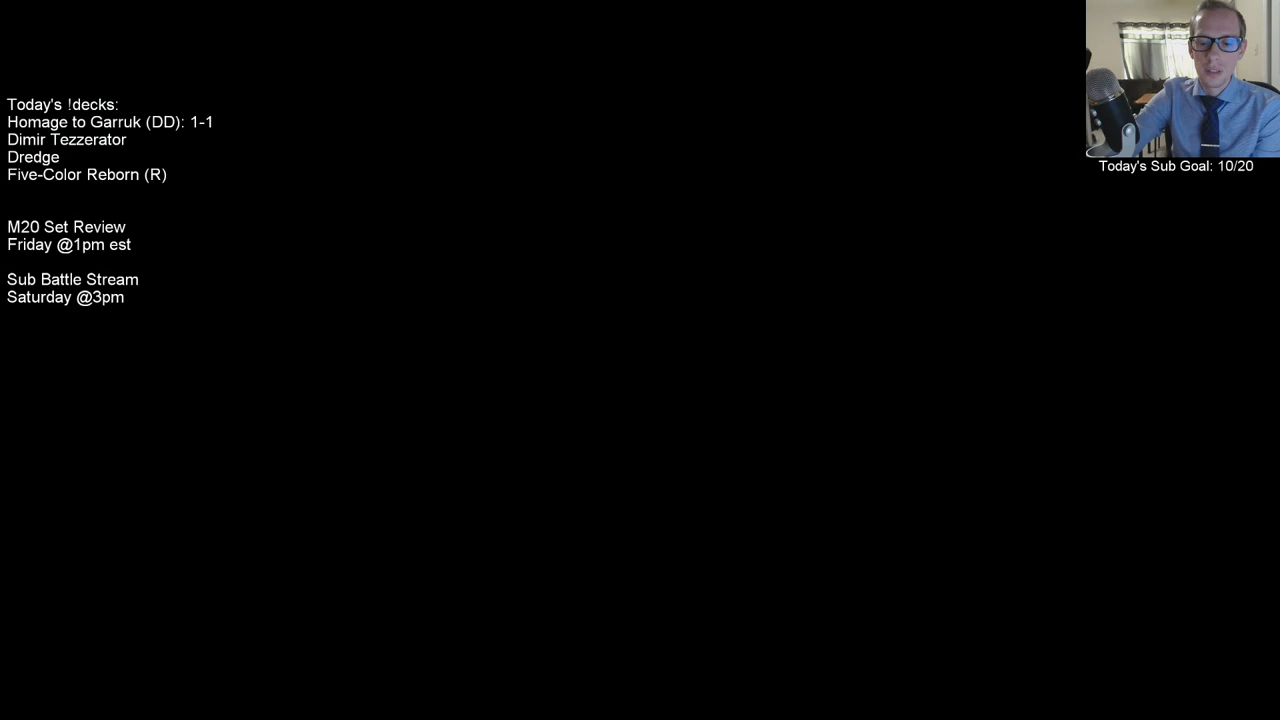 Today's !decks:
Homage to Garruk (DD): 1-1
Dimir Tezzerator
Dredge
Five-Color Reborn (R)
M20 Set Review
Friday @1pm est
Sub Battle Stream
Saturday @3pm
Today's Sub Goal: 10/20